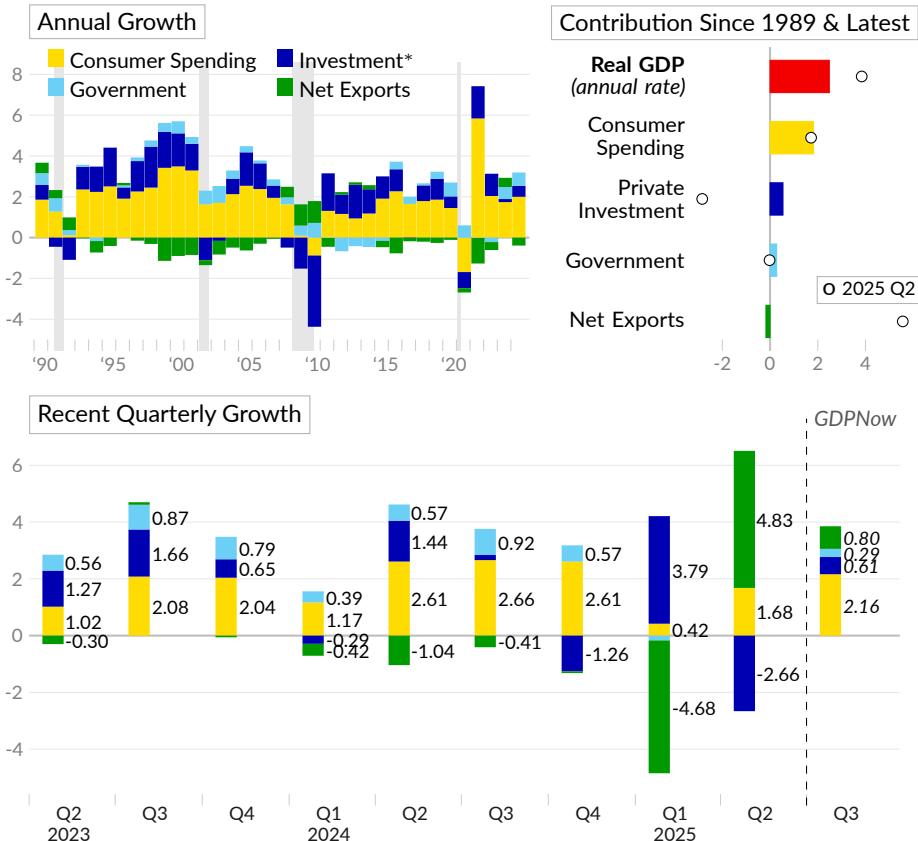 Annual Growth
Consumer Spending
Investment*
Government
Net Exports
8
6
4
2
0
-2
-4
'90
'95
'00
'05
'10
'15
'20
Contribution Since 1989 & Latest
Real GDP
(annual rate)
Consumer
Spending
Private
Investment
Government
Net Exports
2025 Q2
-2
0
2
4
Recent Quarterly Growth
GDPNow
6
4
2
0
-2
-4
0.56
1.27
1.02
-0.30
0.87
1.66
2.08
0.79
0.65
2.04
0.39
1.17
-0.29
-0.42
0.57
1.44
2.61
-1.04
0.92
2.66
-0.41
0.57
2.61
-1.26
3.79
0.42
-4.68
4.83
1.68
-2.66
0.80
0.29
0.61
2.16
Q2
2023
Q3
Q4
Q1
2024
Q2
Q3
Q4
Q1
2025
Q2
Q3